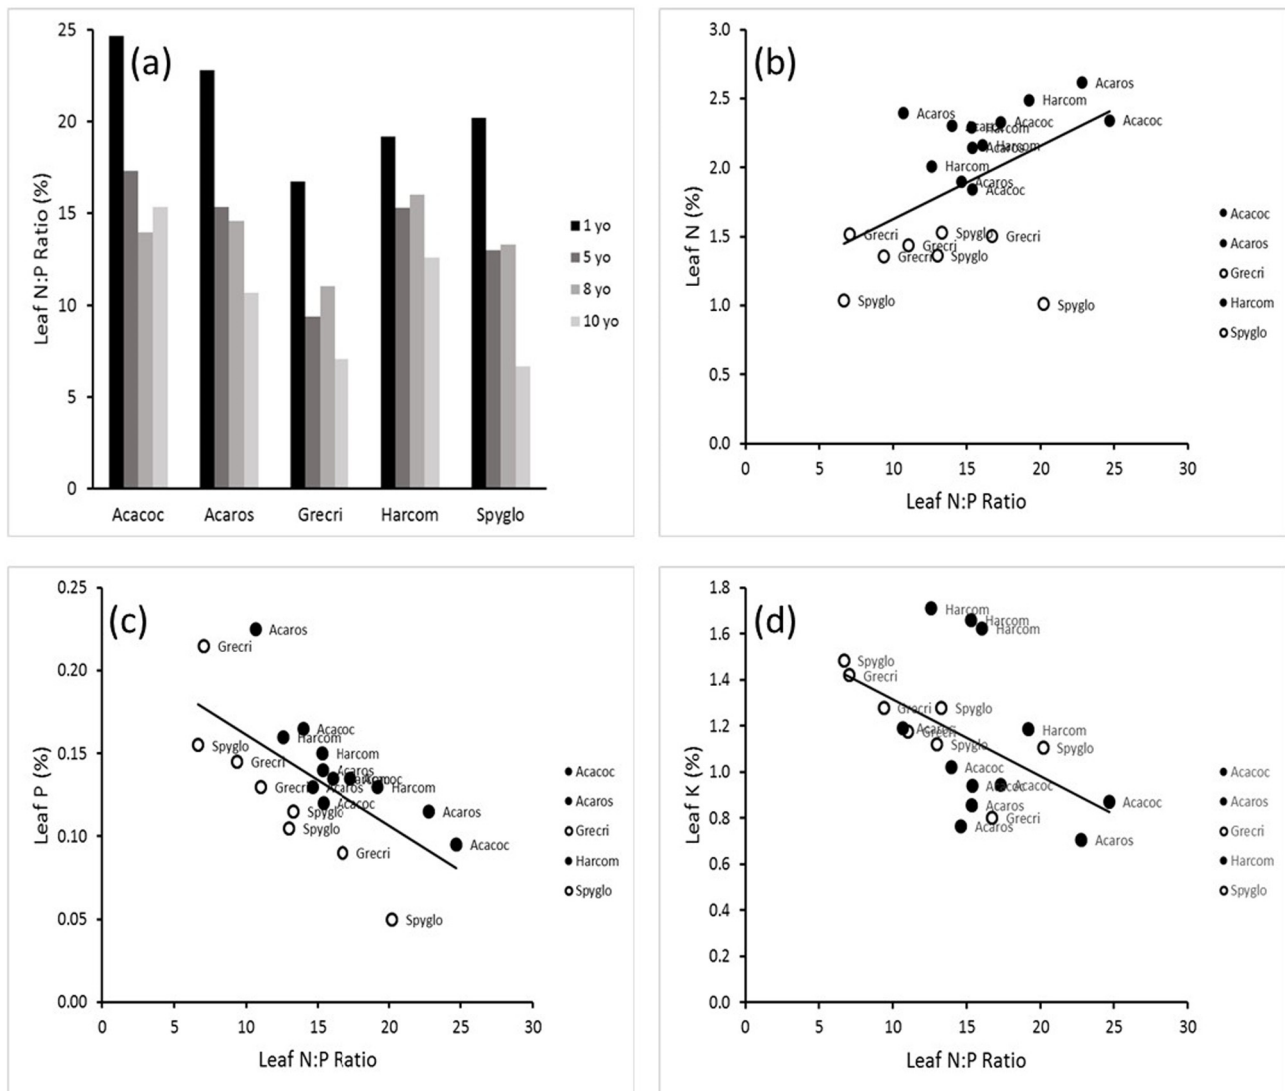 (a)
Leaf N:P Ratio (%)
25
20
15
10
5
0
Acacoc Acaros Grecri Harcom Spyglo
1 yo
5 yo
8 yo
10 yo
(b)
Leaf N (%)
3.0
2.5
2.0
1.5
1.0
0.5
0.0
0 5 10 15 20 25 30
Leaf N:P Ratio
Acaros
Harcom
Acaros
Acacoc
Acacoc
Harcom
Harcom
Acaros
Harcom
Acaros
Acacoc
Grecri
Spyglo
Grecri
Grecri
Grecri
Spyglo
Spyglo
Spyglo
Acacoc
Acaros
Grecri
Harcom
Spyglo
(c)
Leaf P (%)
0.25
0.20
0.15
0.10
0.05
0.00
0 5 10 15 20 25 30
Leaf N:P Ratio
Acaros
Grecri
Acacoc
Harcom
Spyglo
Harcom
Grecri
Acaros
Grecri
Acaros
Harcom
Acacoc
Spyglo
Acaros
Spyglo
Acacoc
Grecri
Spyglo
Acacoc
Acaros
Grecri
Harcom
Spyglo
(d)
Leaf K (%)
1.8
1.6
1.4
1.2
1.0
0.8
0.6
0.4
0.2
0.0
0 5 10 15 20 25 30
Leaf N:P Ratio
Harcom
Harcom
Harcom
Spyglo
Grecri
Grecri
Spyglo
Acaros
Grecri
Harcom
Spyglo
Spyglo
Acacoc
Acacoc
Acacoc
Acaros
Grecri
Acacoc
Acaros
Acaros
Acacoc
Acaros
Grecri
Harcom
Spyglo